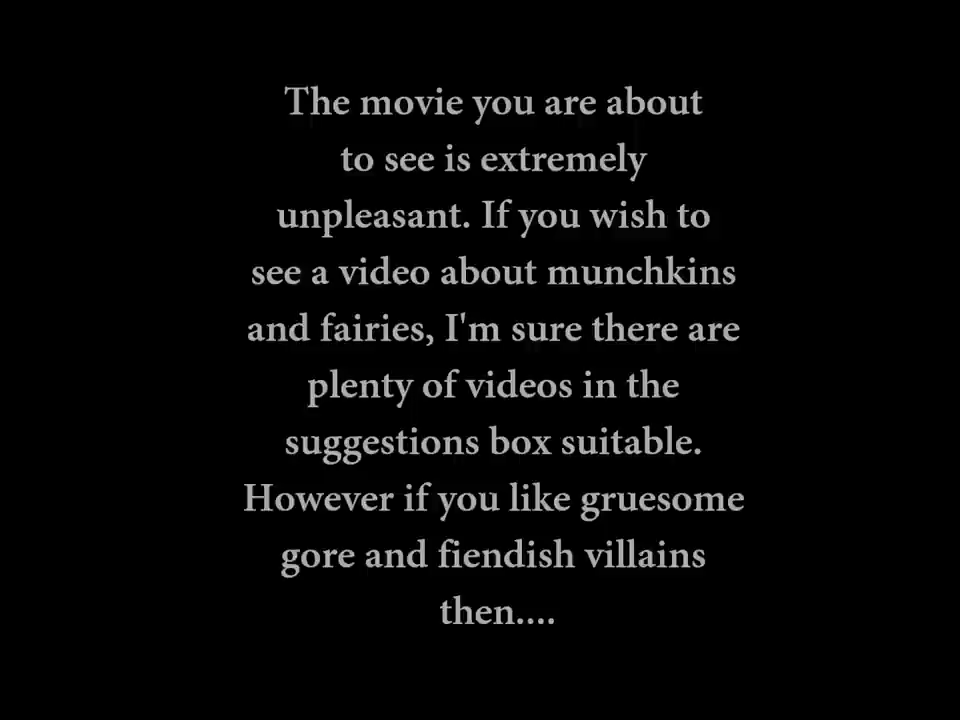 The movie you are about
to see is extremely
unpleasant. If you wish to
see a video about munchkins
and fairies, I'm sure there are
plenty of videos in the
suggestions box suitable.
However if you like gruesome
gore and fiendish villains
then....